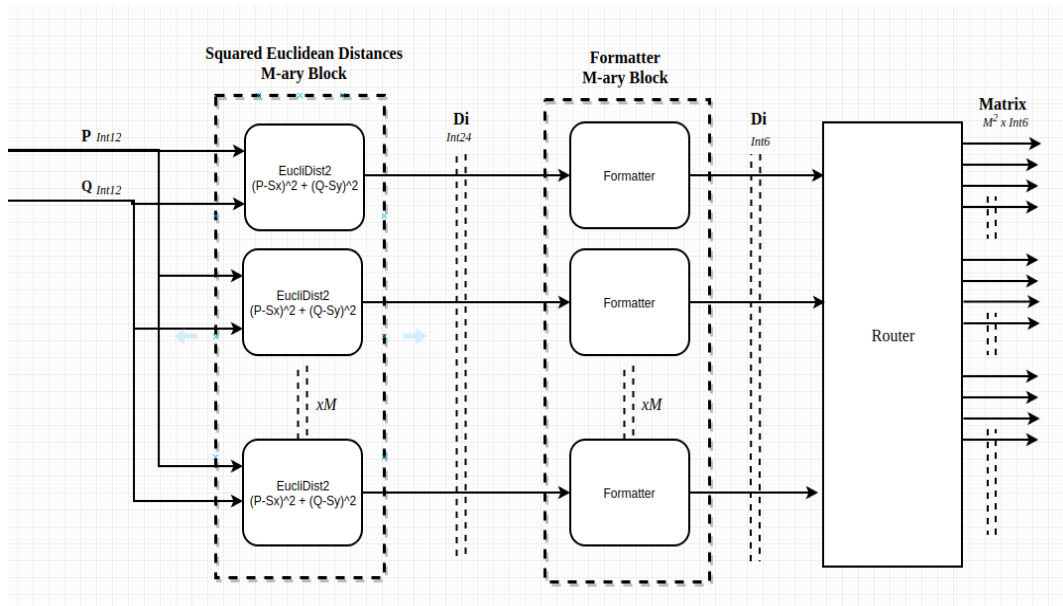 Squared Euclidean Distances
M-ary Block
Formatter
M-ary Block
P Int12
Q Int12
Di
Int24
Di
Int6
Matrix
M² x Int6
EucliDist2
(P-Sx)^2 + (Q-Sy)^2
Formatter
EucliDist2
(P-Sx)^2 + (Q-Sy)^2
Formatter
Router
xM
xM
EucliDist2
(P-Sx)^2 + (Q-Sy)^2
Formatter